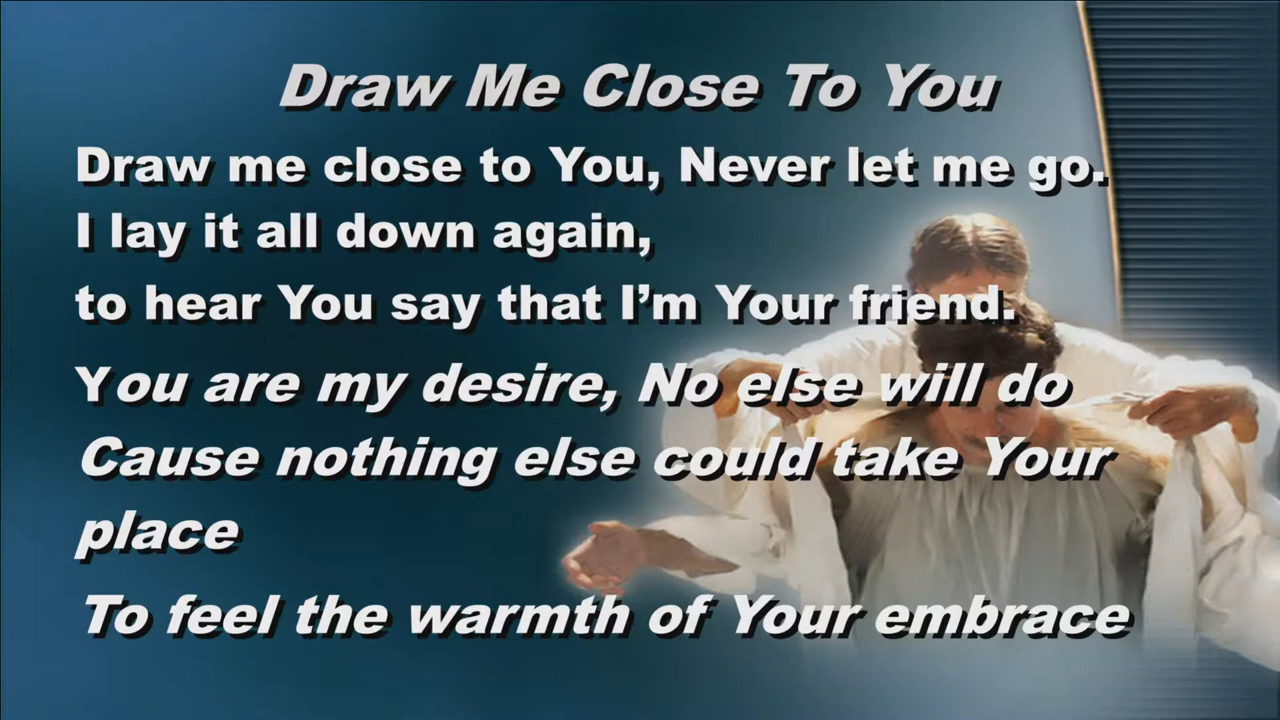 Draw Me Close To You
Draw me close to You, Never let me go.
I lay it all down again,
to hear You say that I’m Your friend.
You are my desire, No else will do
Cause nothing else could take Your
place
To feel the warmth of Your embrace